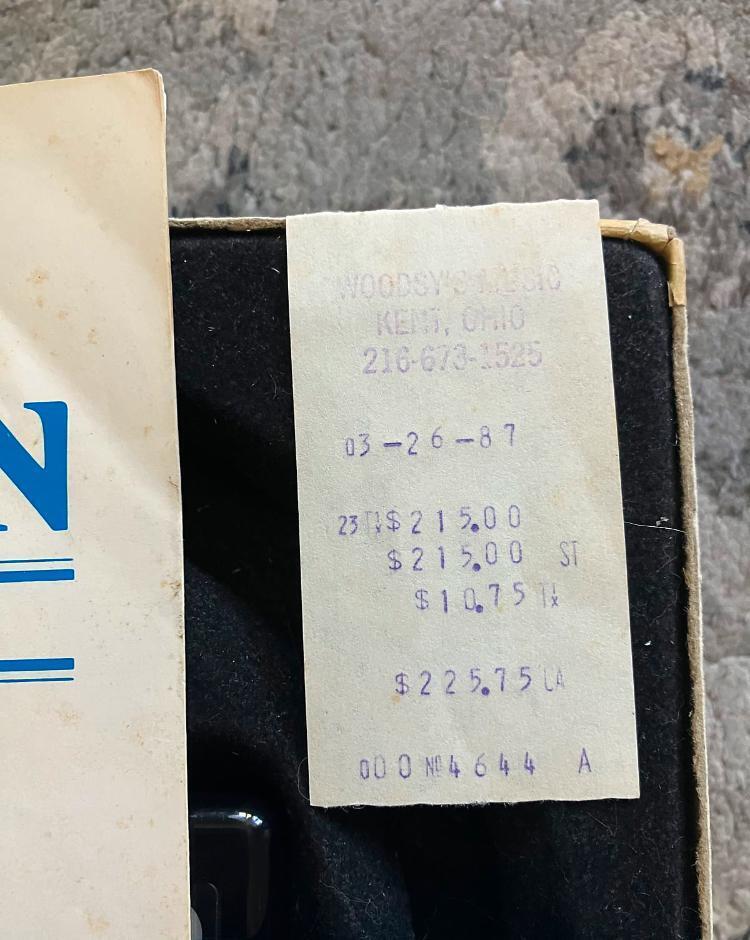 N
WOODSY'S MUSIC
KENT, OHIO
216-673-1525
03-26-87
23 Tx $215.00
$215.00 ST
$10.75 Tx
$225.75 CA
000 No 4644 A